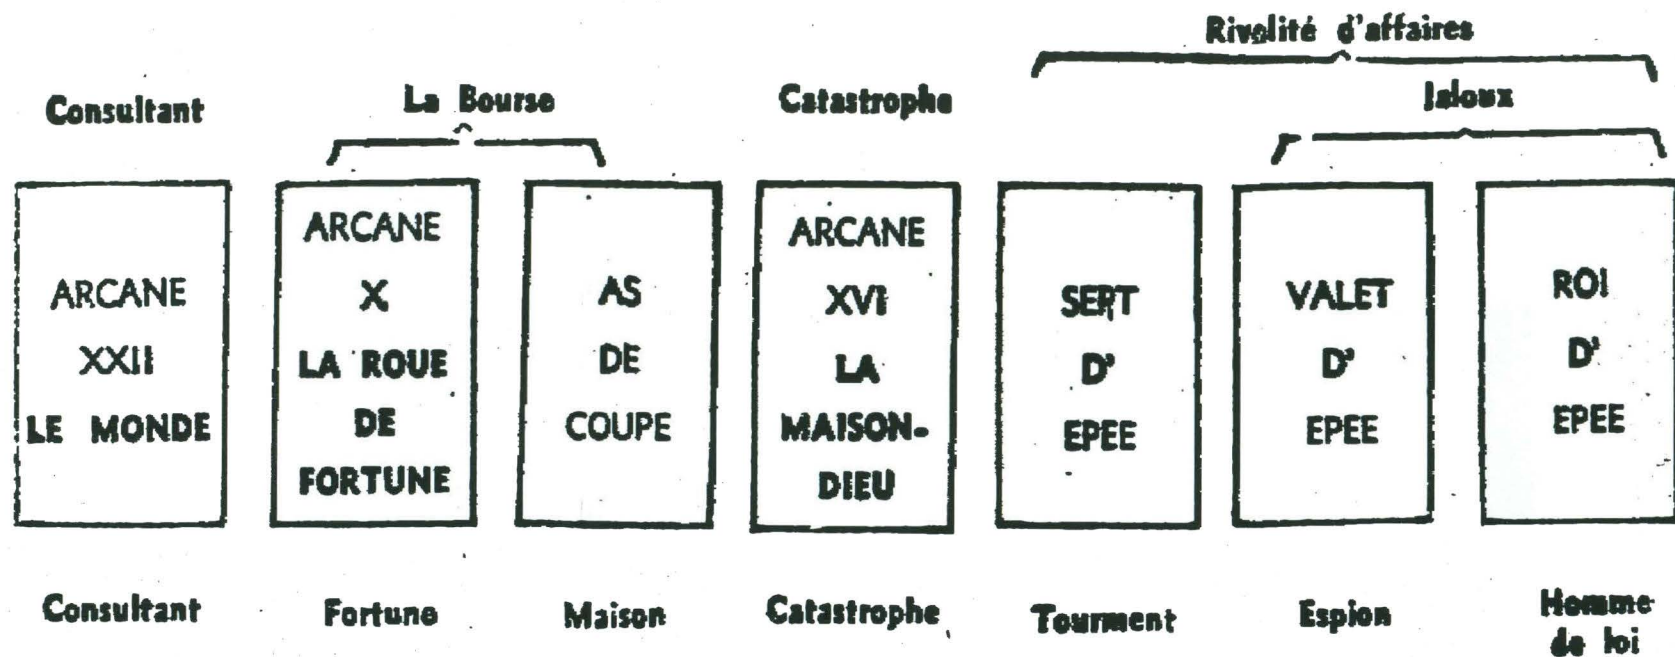 Rivolité d'affaires
Consultant
La Bourse
Catastrophe
Jaloux
ARCANE
XXII
LE MONDE
ARCANE
X
LA ROUE
DE
FORTUNE
AS
DE
COUPE
ARCANE
XVI
LA
MAISON-
DIEU
SEPT
D'
EPEE
VALET
D'
EPEE
ROI
D'
EPEE
Consultant
Fortune
Maison
Catastrophe
Tourment
Espion
Homme
de loi